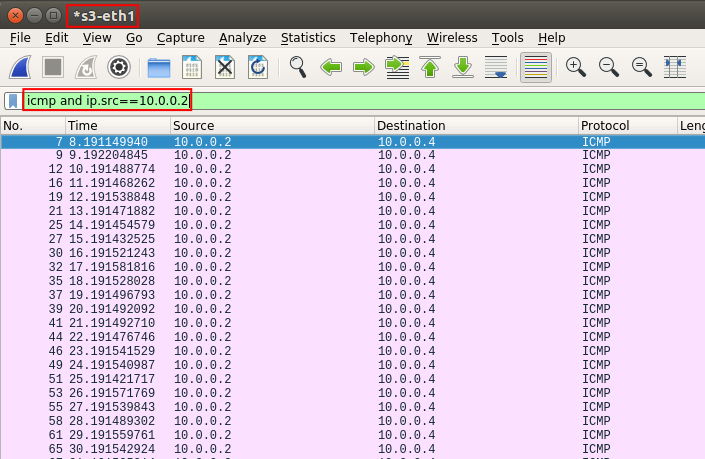 *s3-eth1
File Edit View Go Capture Analyze Statistics Telephony Wireless Tools Help
icmp and ip.src==10.0.0.2
No. Time Source Destination Protocol Leng
7 8.191149940 10.0.0.2 10.0.0.4 ICMP
9 9.192204845 10.0.0.2 10.0.0.4 ICMP
12 10.191488774 10.0.0.2 10.0.0.4 ICMP
16 11.191468262 10.0.0.2 10.0.0.4 ICMP
19 12.191538848 10.0.0.2 10.0.0.4 ICMP
21 13.191471882 10.0.0.2 10.0.0.4 ICMP
25 14.191454579 10.0.0.2 10.0.0.4 ICMP
27 15.191432525 10.0.0.2 10.0.0.4 ICMP
30 16.191521243 10.0.0.2 10.0.0.4 ICMP
32 17.191581816 10.0.0.2 10.0.0.4 ICMP
35 18.191528028 10.0.0.2 10.0.0.4 ICMP
37 19.191496793 10.0.0.2 10.0.0.4 ICMP
39 20.191492092 10.0.0.2 10.0.0.4 ICMP
41 21.191492710 10.0.0.2 10.0.0.4 ICMP
44 22.191476746 10.0.0.2 10.0.0.4 ICMP
46 23.191541529 10.0.0.2 10.0.0.4 ICMP
49 24.191540987 10.0.0.2 10.0.0.4 ICMP
51 25.191421717 10.0.0.2 10.0.0.4 ICMP
53 26.191571769 10.0.0.2 10.0.0.4 ICMP
55 27.191539843 10.0.0.2 10.0.0.4 ICMP
58 28.191489302 10.0.0.2 10.0.0.4 ICMP
61 29.191559761 10.0.0.2 10.0.0.4 ICMP
65 30.191542924 10.0.0.2 10.0.0.4 ICMP